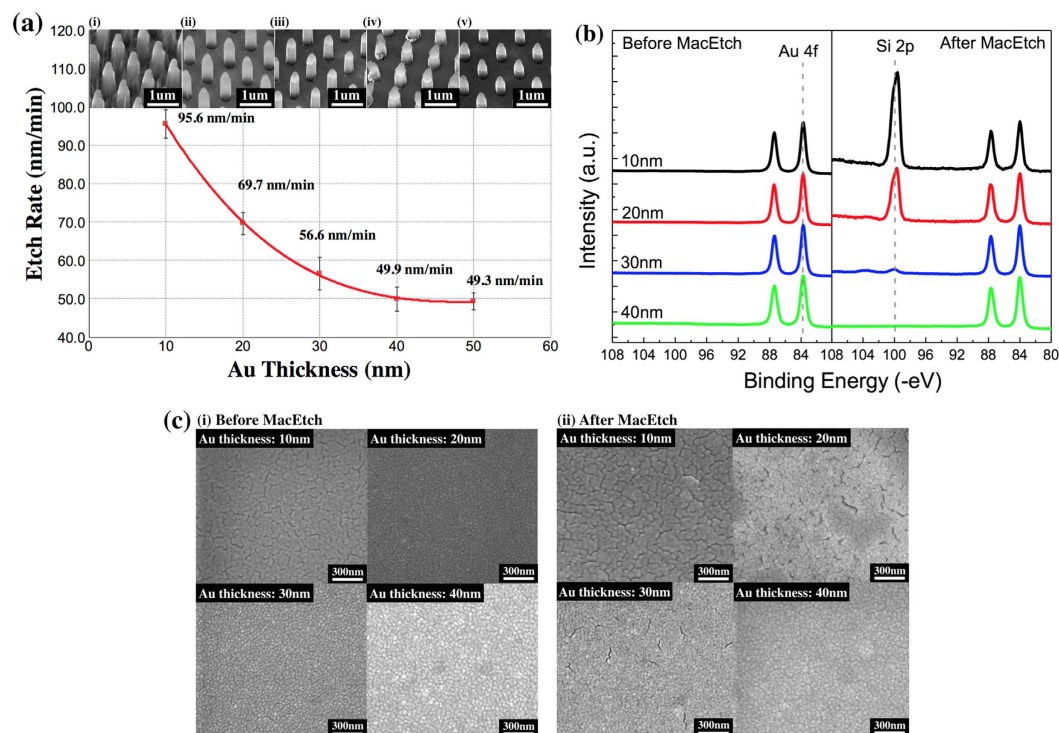 (a)
(i) (ii) (iii) (iv) (v)
1um 1um 1um 1um 1um
120.0
110.0
100.0
90.0
80.0
70.0
60.0
50.0
40.0
Etch Rate (nm/min)
95.6 nm/min
69.7 nm/min
56.6 nm/min
49.9 nm/min
49.3 nm/min
0 10 20 30 40 50 60
Au Thickness (nm)
(b)
Before MacEtch Au 4f Si 2p After MacEtch
Intensity (a.u.)
10nm
20nm
30nm
40nm
108 104 100 96 92 88 84 108 104 100 96 92 88 84 80
Binding Energy (-eV)
(c)
(i) Before MacEtch
Au thickness: 10nm Au thickness: 20nm
300nm 300nm
Au thickness: 30nm Au thickness: 40nm
300nm 300nm
(ii) After MacEtch
Au thickness: 10nm Au thickness: 20nm
300nm 300nm
Au thickness: 30nm Au thickness: 40nm
300nm 300nm